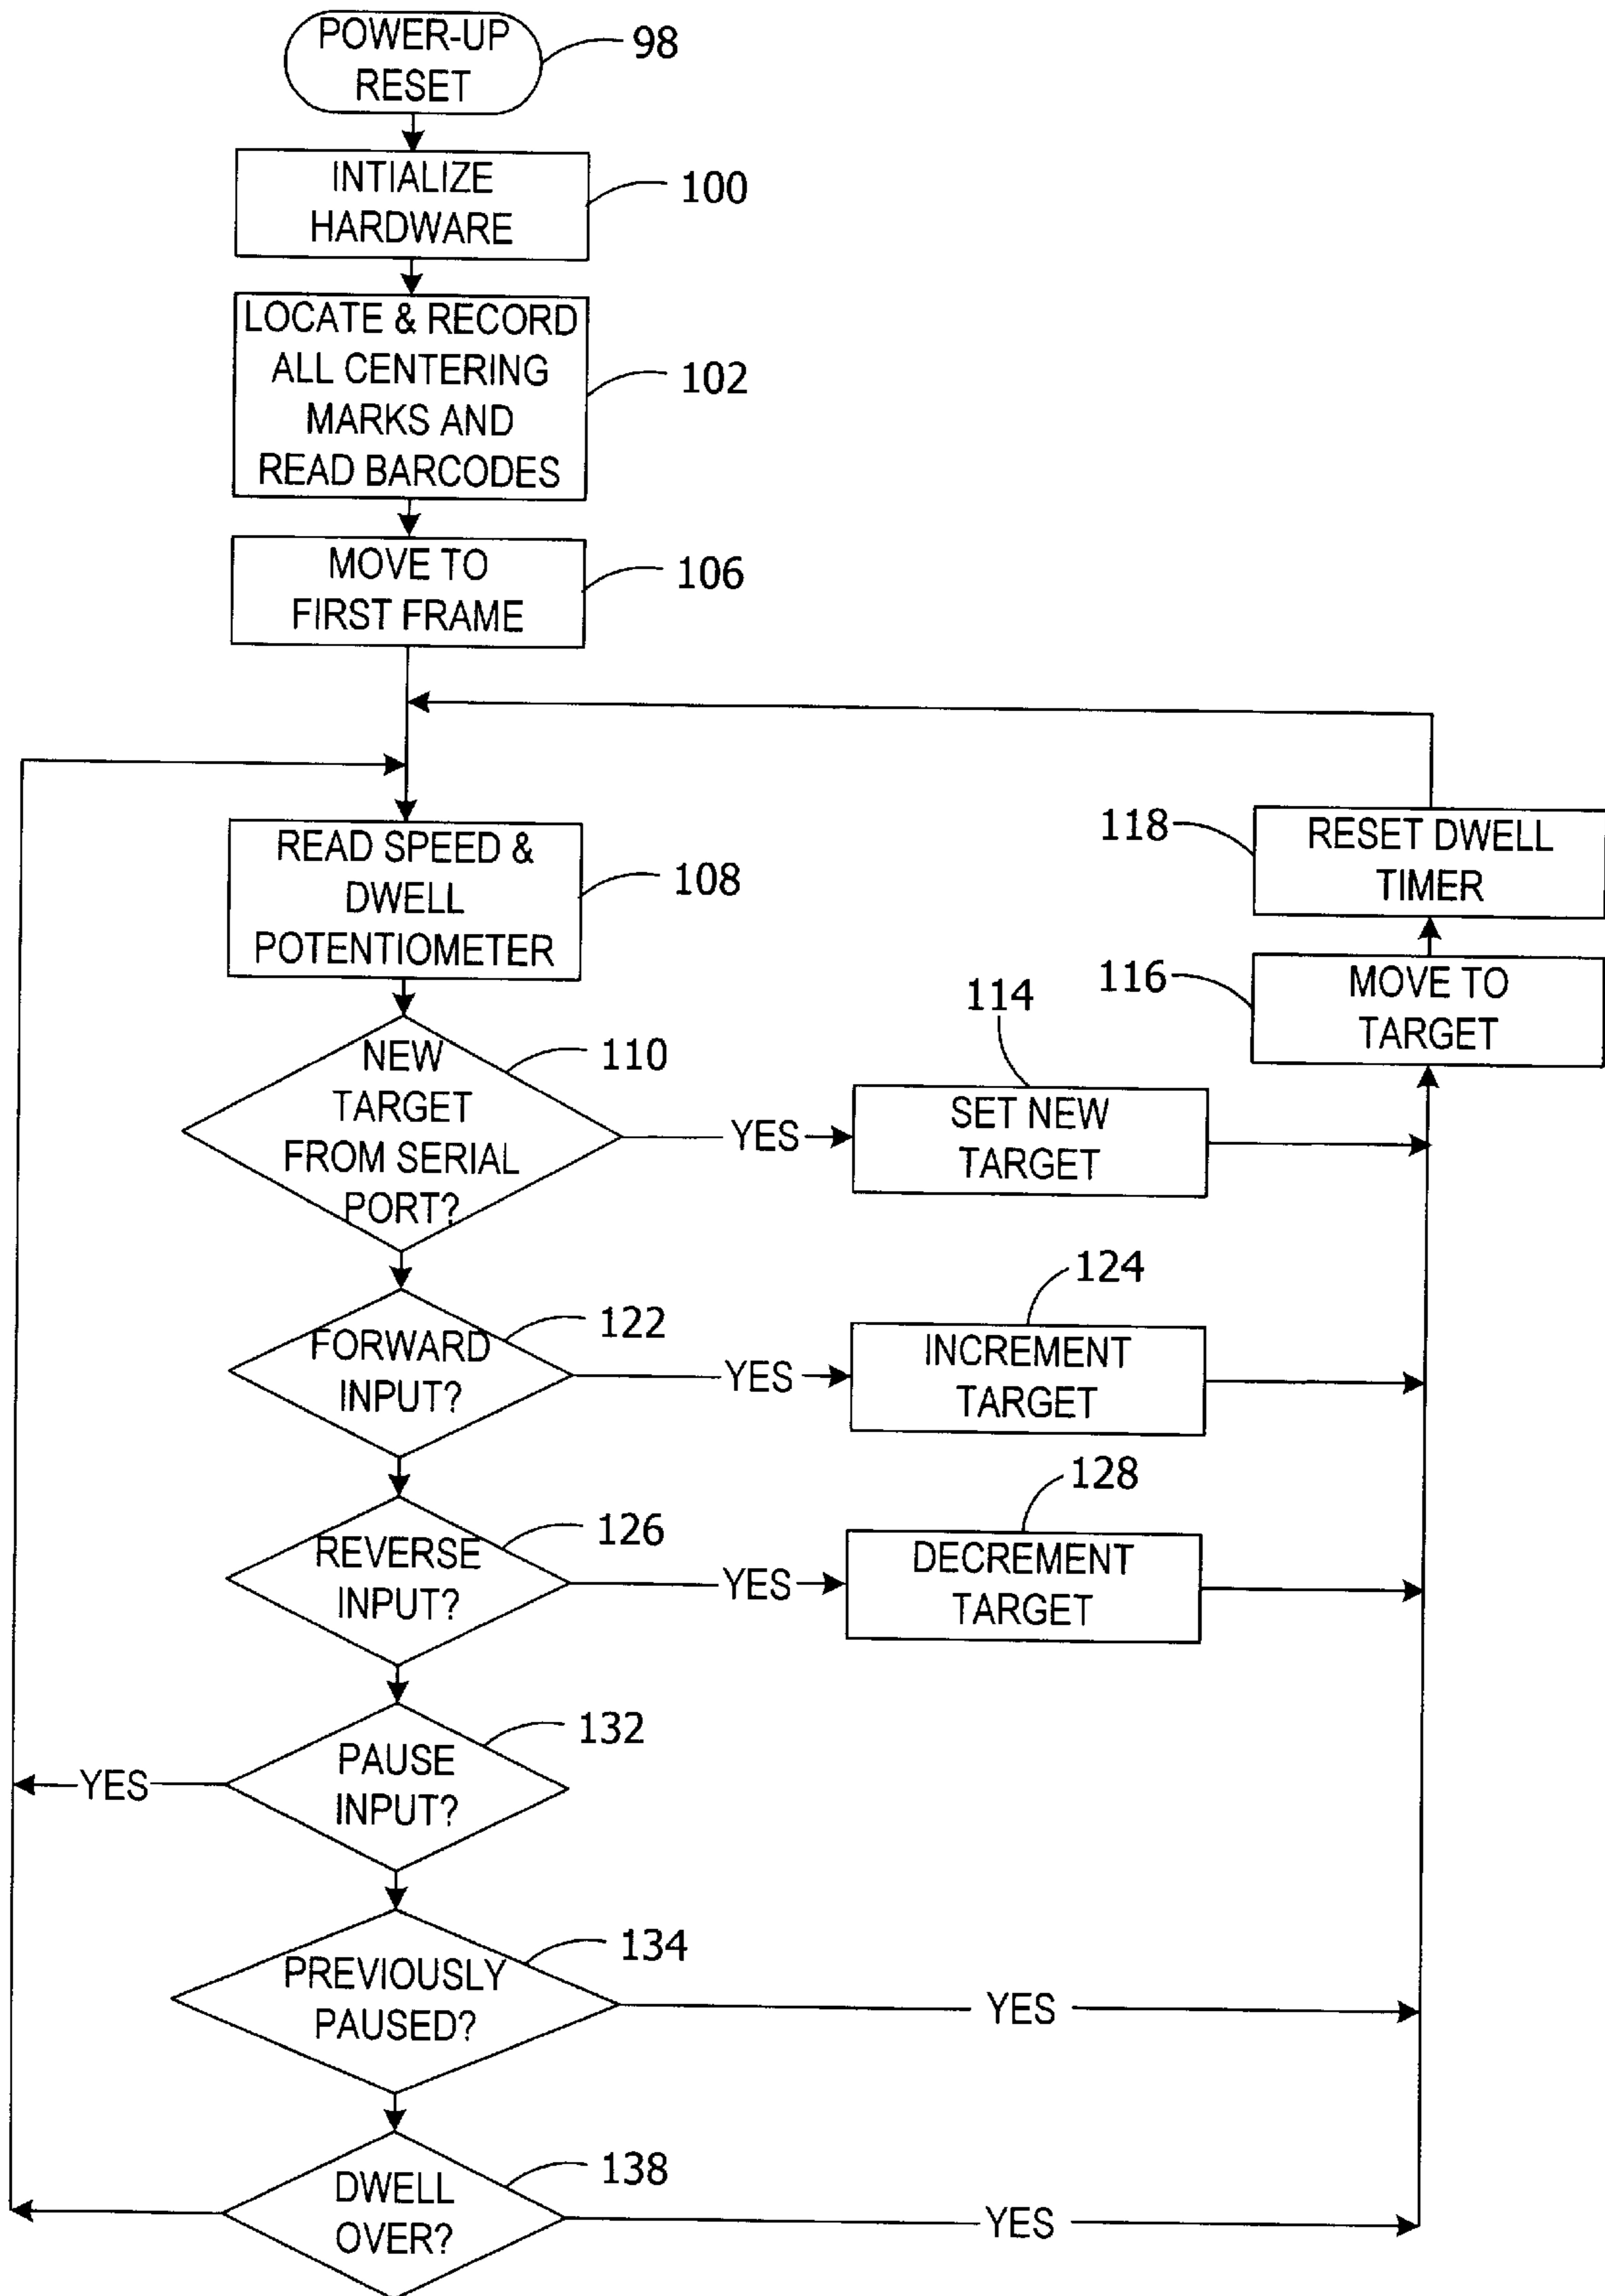 POWER-UP
RESET
98
INTIALIZE
HARDWARE
100
LOCATE & RECORD
ALL CENTERING
MARKS AND
READ BARCODES
102
MOVE TO
FIRST FRAME
106
READ SPEED &
DWELL
POTENTIOMETER
108
118
RESET DWELL
TIMER
116
MOVE TO
TARGET
NEW
TARGET
FROM SERIAL
PORT?
110
YES
114
SET NEW
TARGET
FORWARD
INPUT?
122
YES
124
INCREMENT
TARGET
REVERSE
INPUT?
126
YES
128
DECREMENT
TARGET
PAUSE
INPUT?
132
YES
PREVIOUSLY
PAUSED?
134
YES
DWELL
OVER?
138
YES